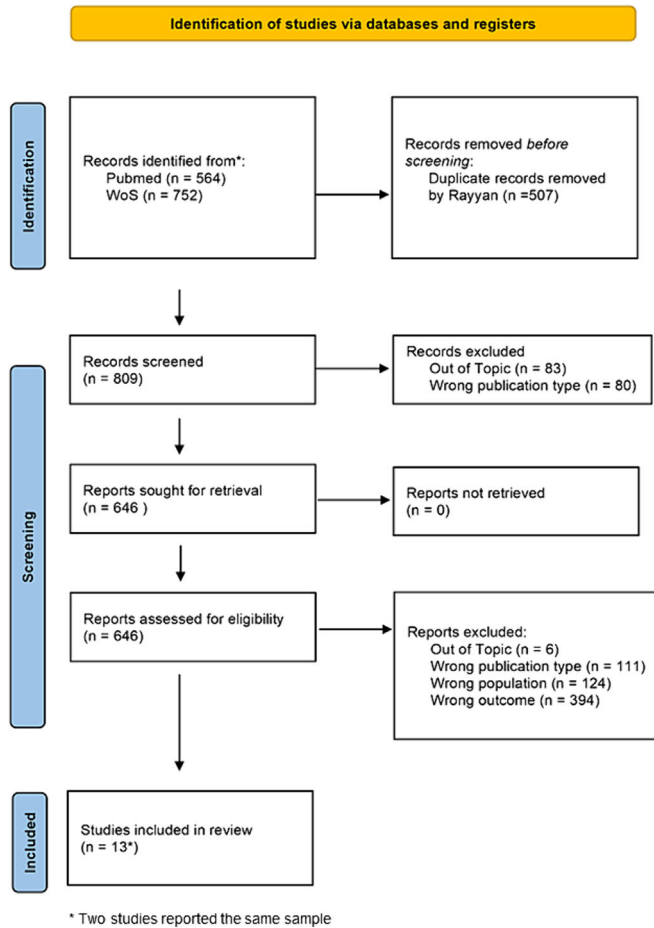 Identification of studies via databases and registers
Identification
Records identified from*:
Pubmed (n = 564)
WoS (n = 752)
Records removed before
screening:
Duplicate records removed
by Rayyan (n =507)
Screening
Records screened
(n = 809)
Records excluded
Out of Topic (n = 83)
Wrong publication type (n = 80)
Reports sought for retrieval
(n = 646 )
Reports not retrieved
(n = 0)
Reports assessed for eligibility
(n = 646)
Reports excluded:
Out of Topic (n = 6)
Wrong publication type (n = 111)
Wrong population (n = 124)
Wrong outcome (n = 394)
Included
Studies included in review
(n = 13*)
* Two studies reported the same sample